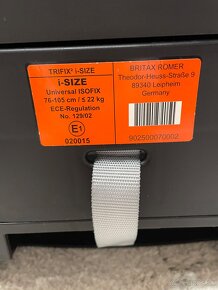 TRIFIX² i-SIZE
i-SIZE
Universal ISOFIX
76-105 cm / ≤ 22 kg
ECE-Regulation
No. 129/02
E1
020015
BRITAX RÖMER
Theodor-Heuss-Straße 9
89340 Leipheim
Germany
902500070002